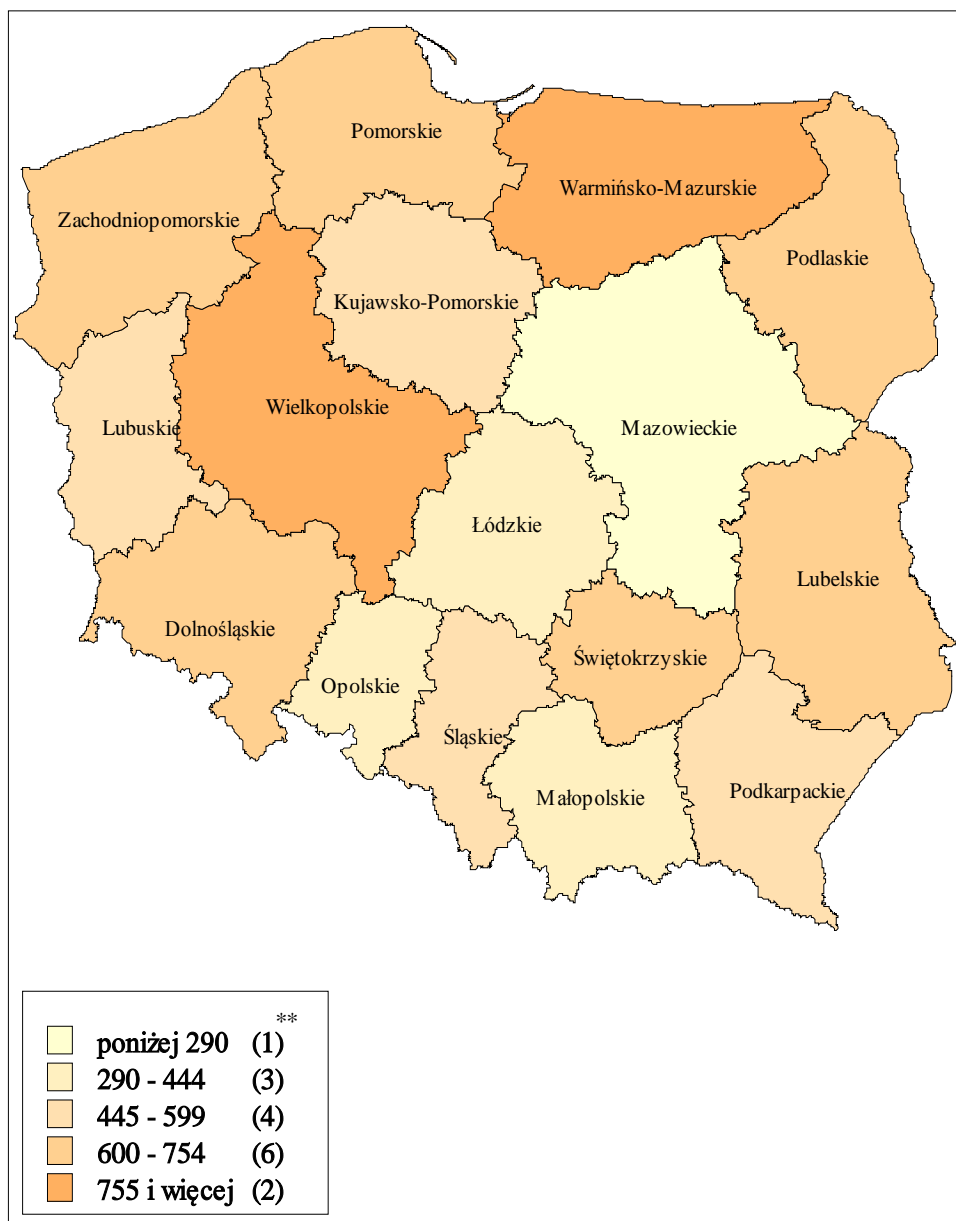 Pomorskie
Warmińsko-Mazurskie
Zachodniopomorskie
Podlaskie
Kujawsko-Pomorskie
Wielkopolskie
Lubuskie
Mazowieckie
Łódzkie
Lubelskie
Dolnośląskie
Świętokrzyskie
Opolskie
Śląskie
Podkarpackie
Małopolskie
**
poniżej 290 (1)
290 - 444 (3)
445 - 599 (4)
600 - 754 (6)
755 i więcej (2)